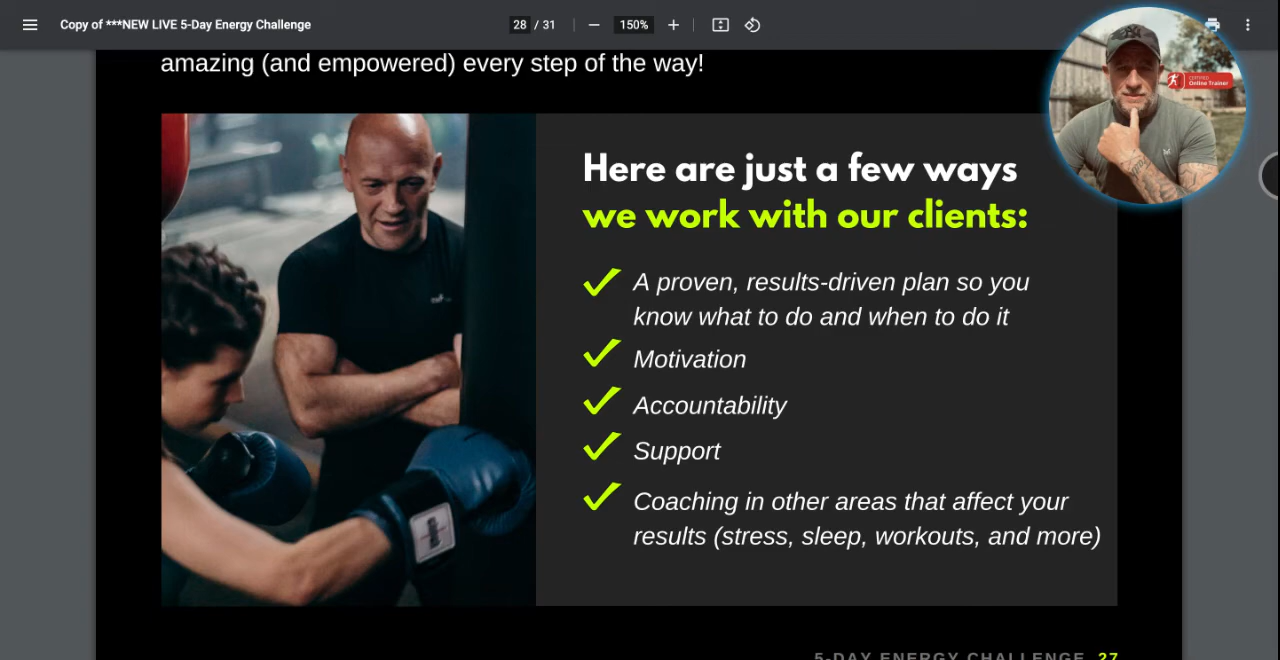 Copy of ***NEW LIVE 5-Day Energy Challenge
28 / 31
150%
CERTIFIED
Online Trainer
amazing (and empowered) every step of the way!
Here are just a few ways
we work with our clients:
A proven, results-driven plan so you
know what to do and when to do it
Motivation
Accountability
Support
Coaching in other areas that affect your
results (stress, sleep, workouts, and more)
5-DAY ENERGY CHALLENGE 27